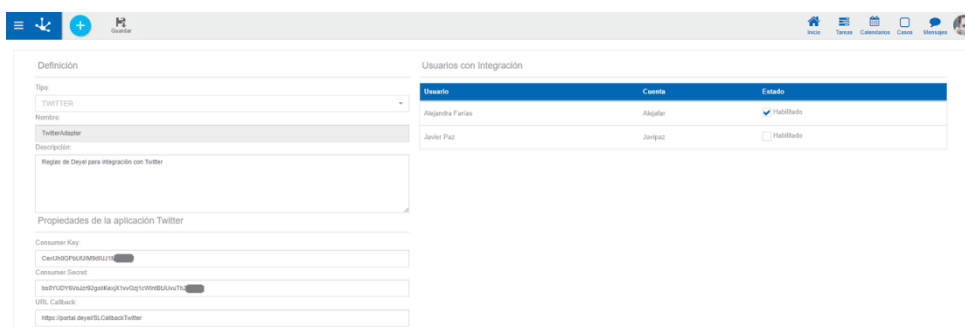 Guardar
Inicio Tareas Calendarios Casos Mensajes
Definición
Tipo:
TWITTER
Nombre:
TwitterAdapter
Descripción:
Reglas de Deyel para integración con Twitter
Propiedades de la aplicación Twitter
Consumer Key:
Consumer Secret:
URL Callback:
https://portal.deyel/SLCallbackTwitter
Usuarios con Integración
Usuario Cuenta Estado
Alejandra Farias Alejafar Habilitado
Javier Paz Javipaz Habilitado